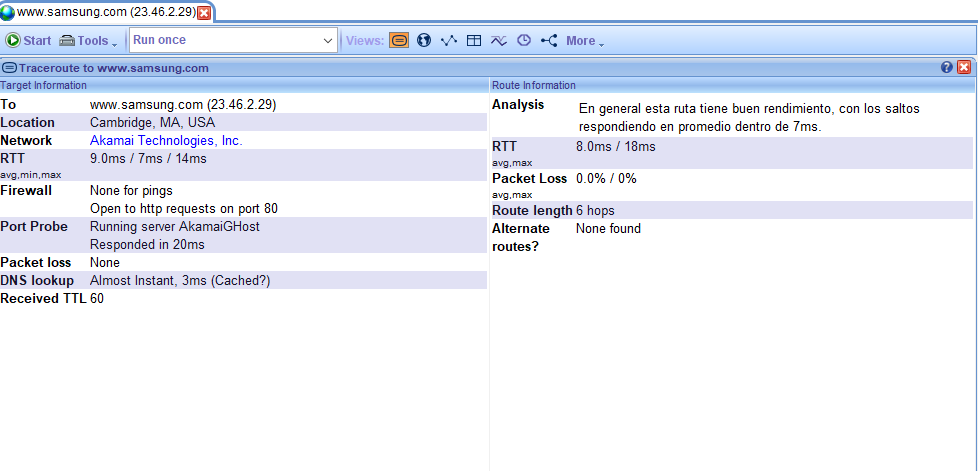 www.samsung.com (23.46.2.29)
Start Tools Run once Views: More
Traceroute to www.samsung.com
Target Information
To www.samsung.com (23.46.2.29)
Location Cambridge, MA, USA
Network Akamai Technologies, Inc.
RTT 9.0ms / 7ms / 14ms
avg,min,max
Firewall None for pings
Open to http requests on port 80
Port Probe Running server AkamaiGHost
Responded in 20ms
Packet loss None
DNS lookup Almost Instant, 3ms (Cached?)
Received TTL 60
Route Information
Analysis En general esta ruta tiene buen rendimiento, con los saltos
respondiendo en promedio dentro de 7ms.
RTT 8.0ms / 18ms
avg,max
Packet Loss 0.0% / 0%
avg,max
Route length 6 hops
Alternate None found
routes?